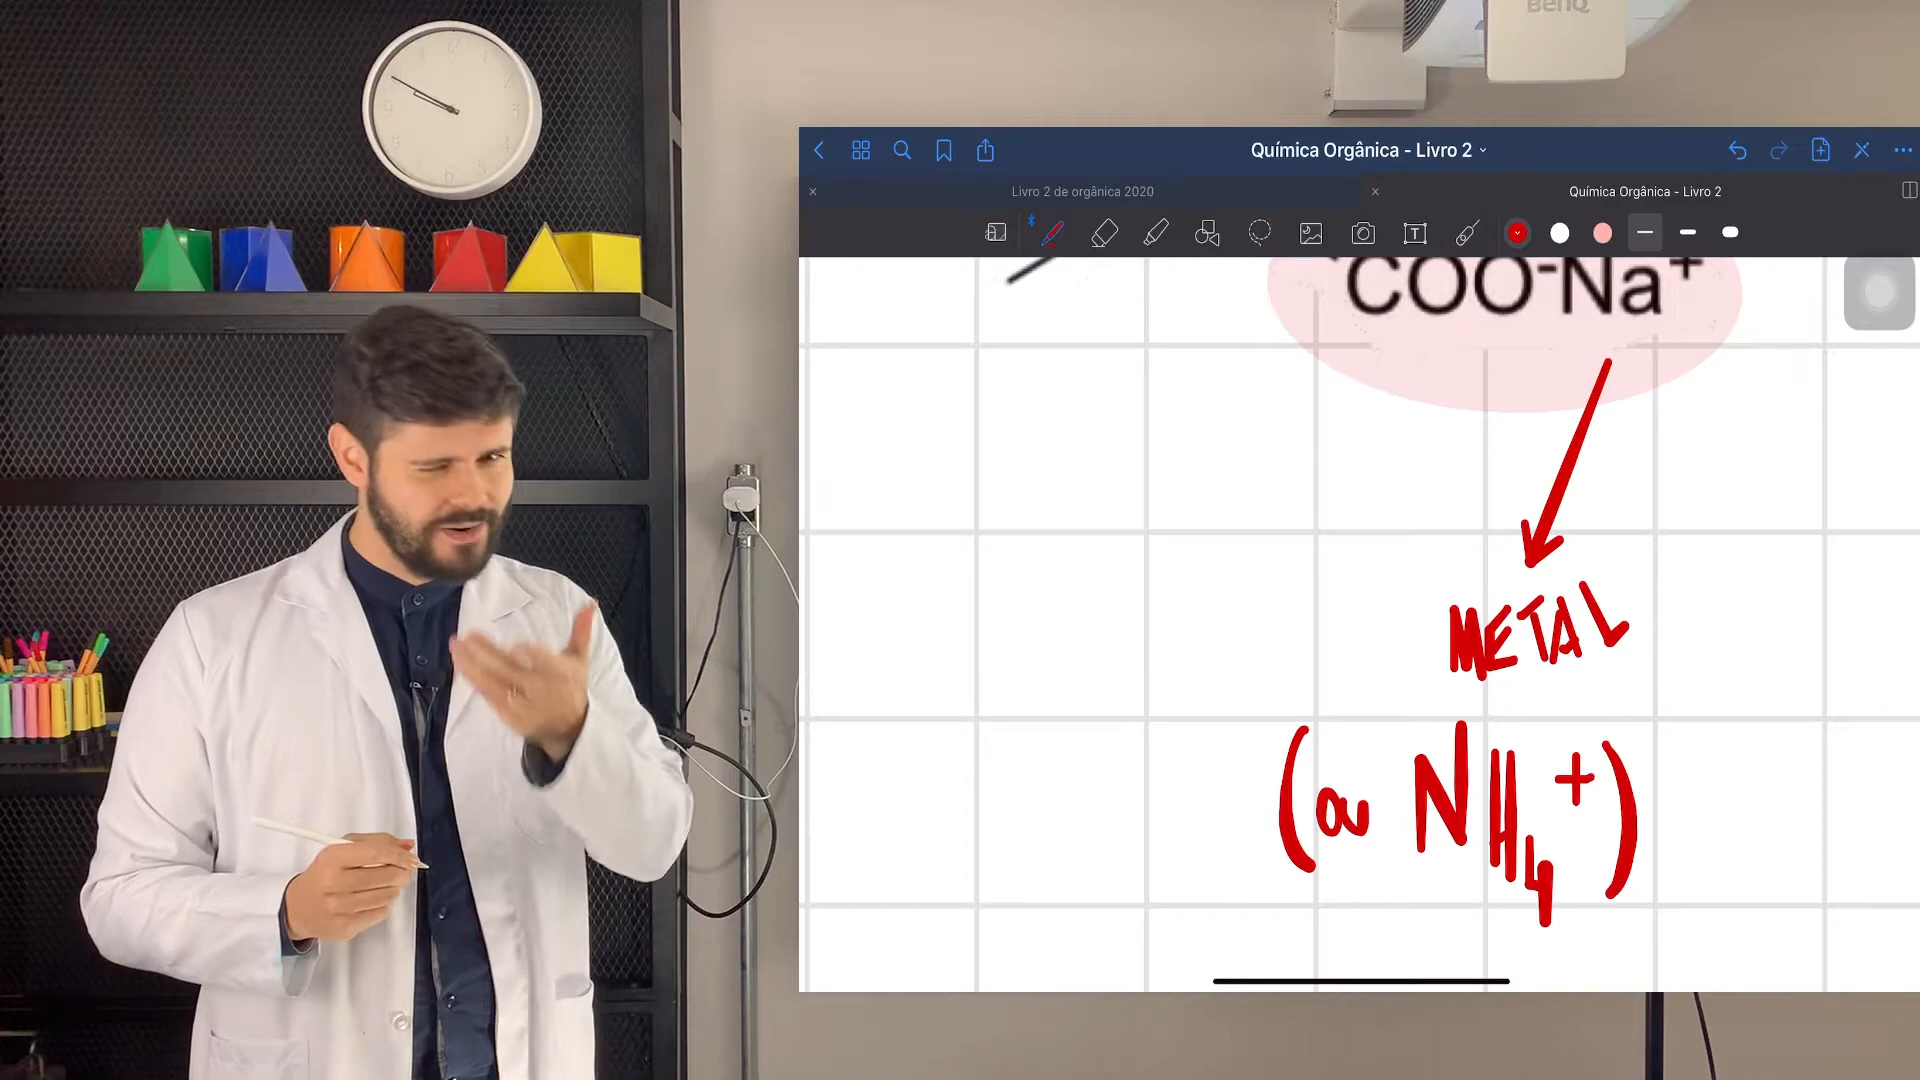 BenQ
Química Orgânica - Livro 2
Livro 2 de orgânica 2020
Química Orgânica - Livro 2
T
COO-Na+
METAL
(ou NH4+)